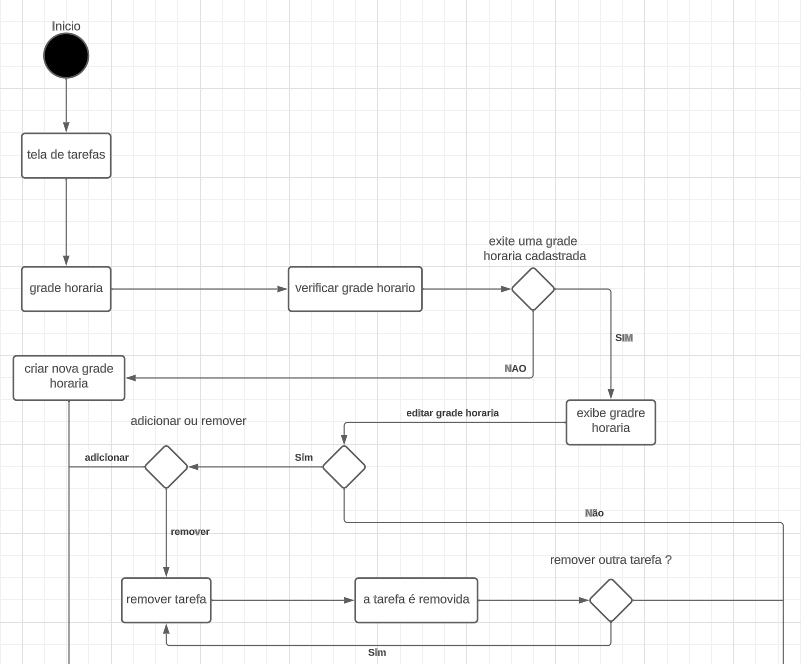 Inicio
tela de tarefas
exite uma grade
horaria cadastrada
grade horaria
verificar grade horario
SIM
criar nova grade
horaria
NAO
exibe gradre
horaria
editar grade horaria
adicionar ou remover
adicionar
Sim
Não
remover
remover outra tarefa ?
remover tarefa
a tarefa é removida
Sim